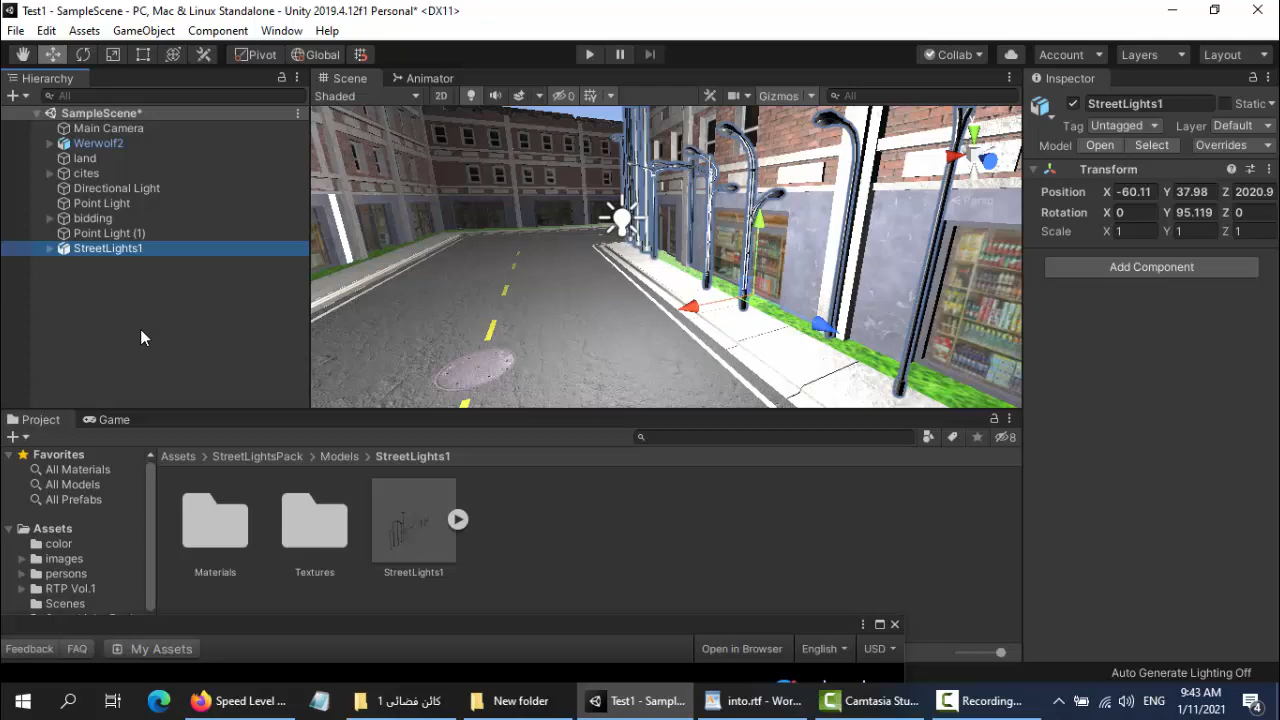 Test1 - SampleScene - PC, Mac & Linux Standalone - Unity 2019.4.12f1 Personal* <DX11>
File Edit Assets GameObject Component Window Help
Pivot Global Collab Account Layers Layout
Hierarchy Scene Animator Inspector
All Shaded 2D 0 Gizmos All
StreetLights1 Static
SampleScene*
Main Camera
Tag Untagged Layer Default
Werwolf2
Model Open Select Overrides
land
cites
Transform
Directional Light
Position X -60.11 Y 37.98 Z 2020.9
Point Light
Persp
Rotation X 0 Y 95.119 Z 0
bidding
Scale X 1 Y 1 Z 1
Point Light (1)
StreetLights1
Add Component
Project Game
8
Favorites
Assets StreetLightsPack Models StreetLights1
All Materials
All Models
All Prefabs
Assets
color
images
persons
RTP Vol.1
Scenes
Materials Textures StreetLights1
Feedback FAQ My Assets Open in Browser English USD
Auto Generate Lighting Off
Speed Level ... كائن فضائى 1 New folder Test1 - Sampl... into.rtf - Wor... Camtasia Stu... Recording... ENG 9:43 AM
1/11/2021
4